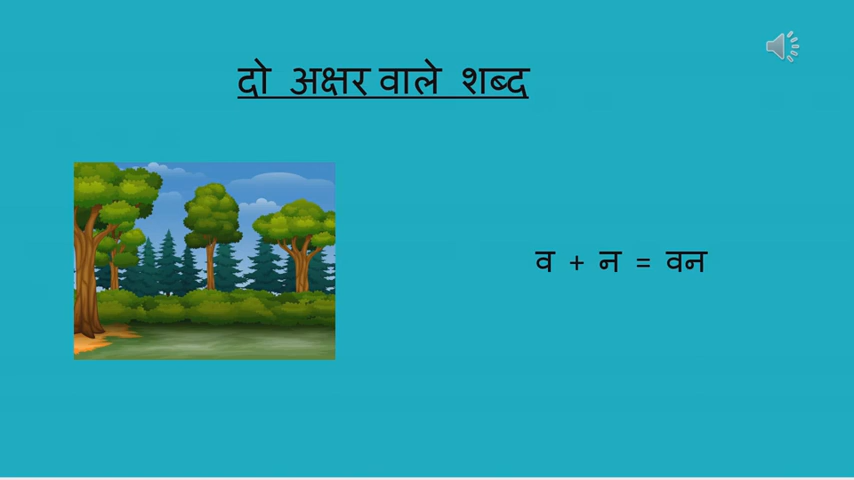 दो अक्षर वाले शब्द
व + न = वन